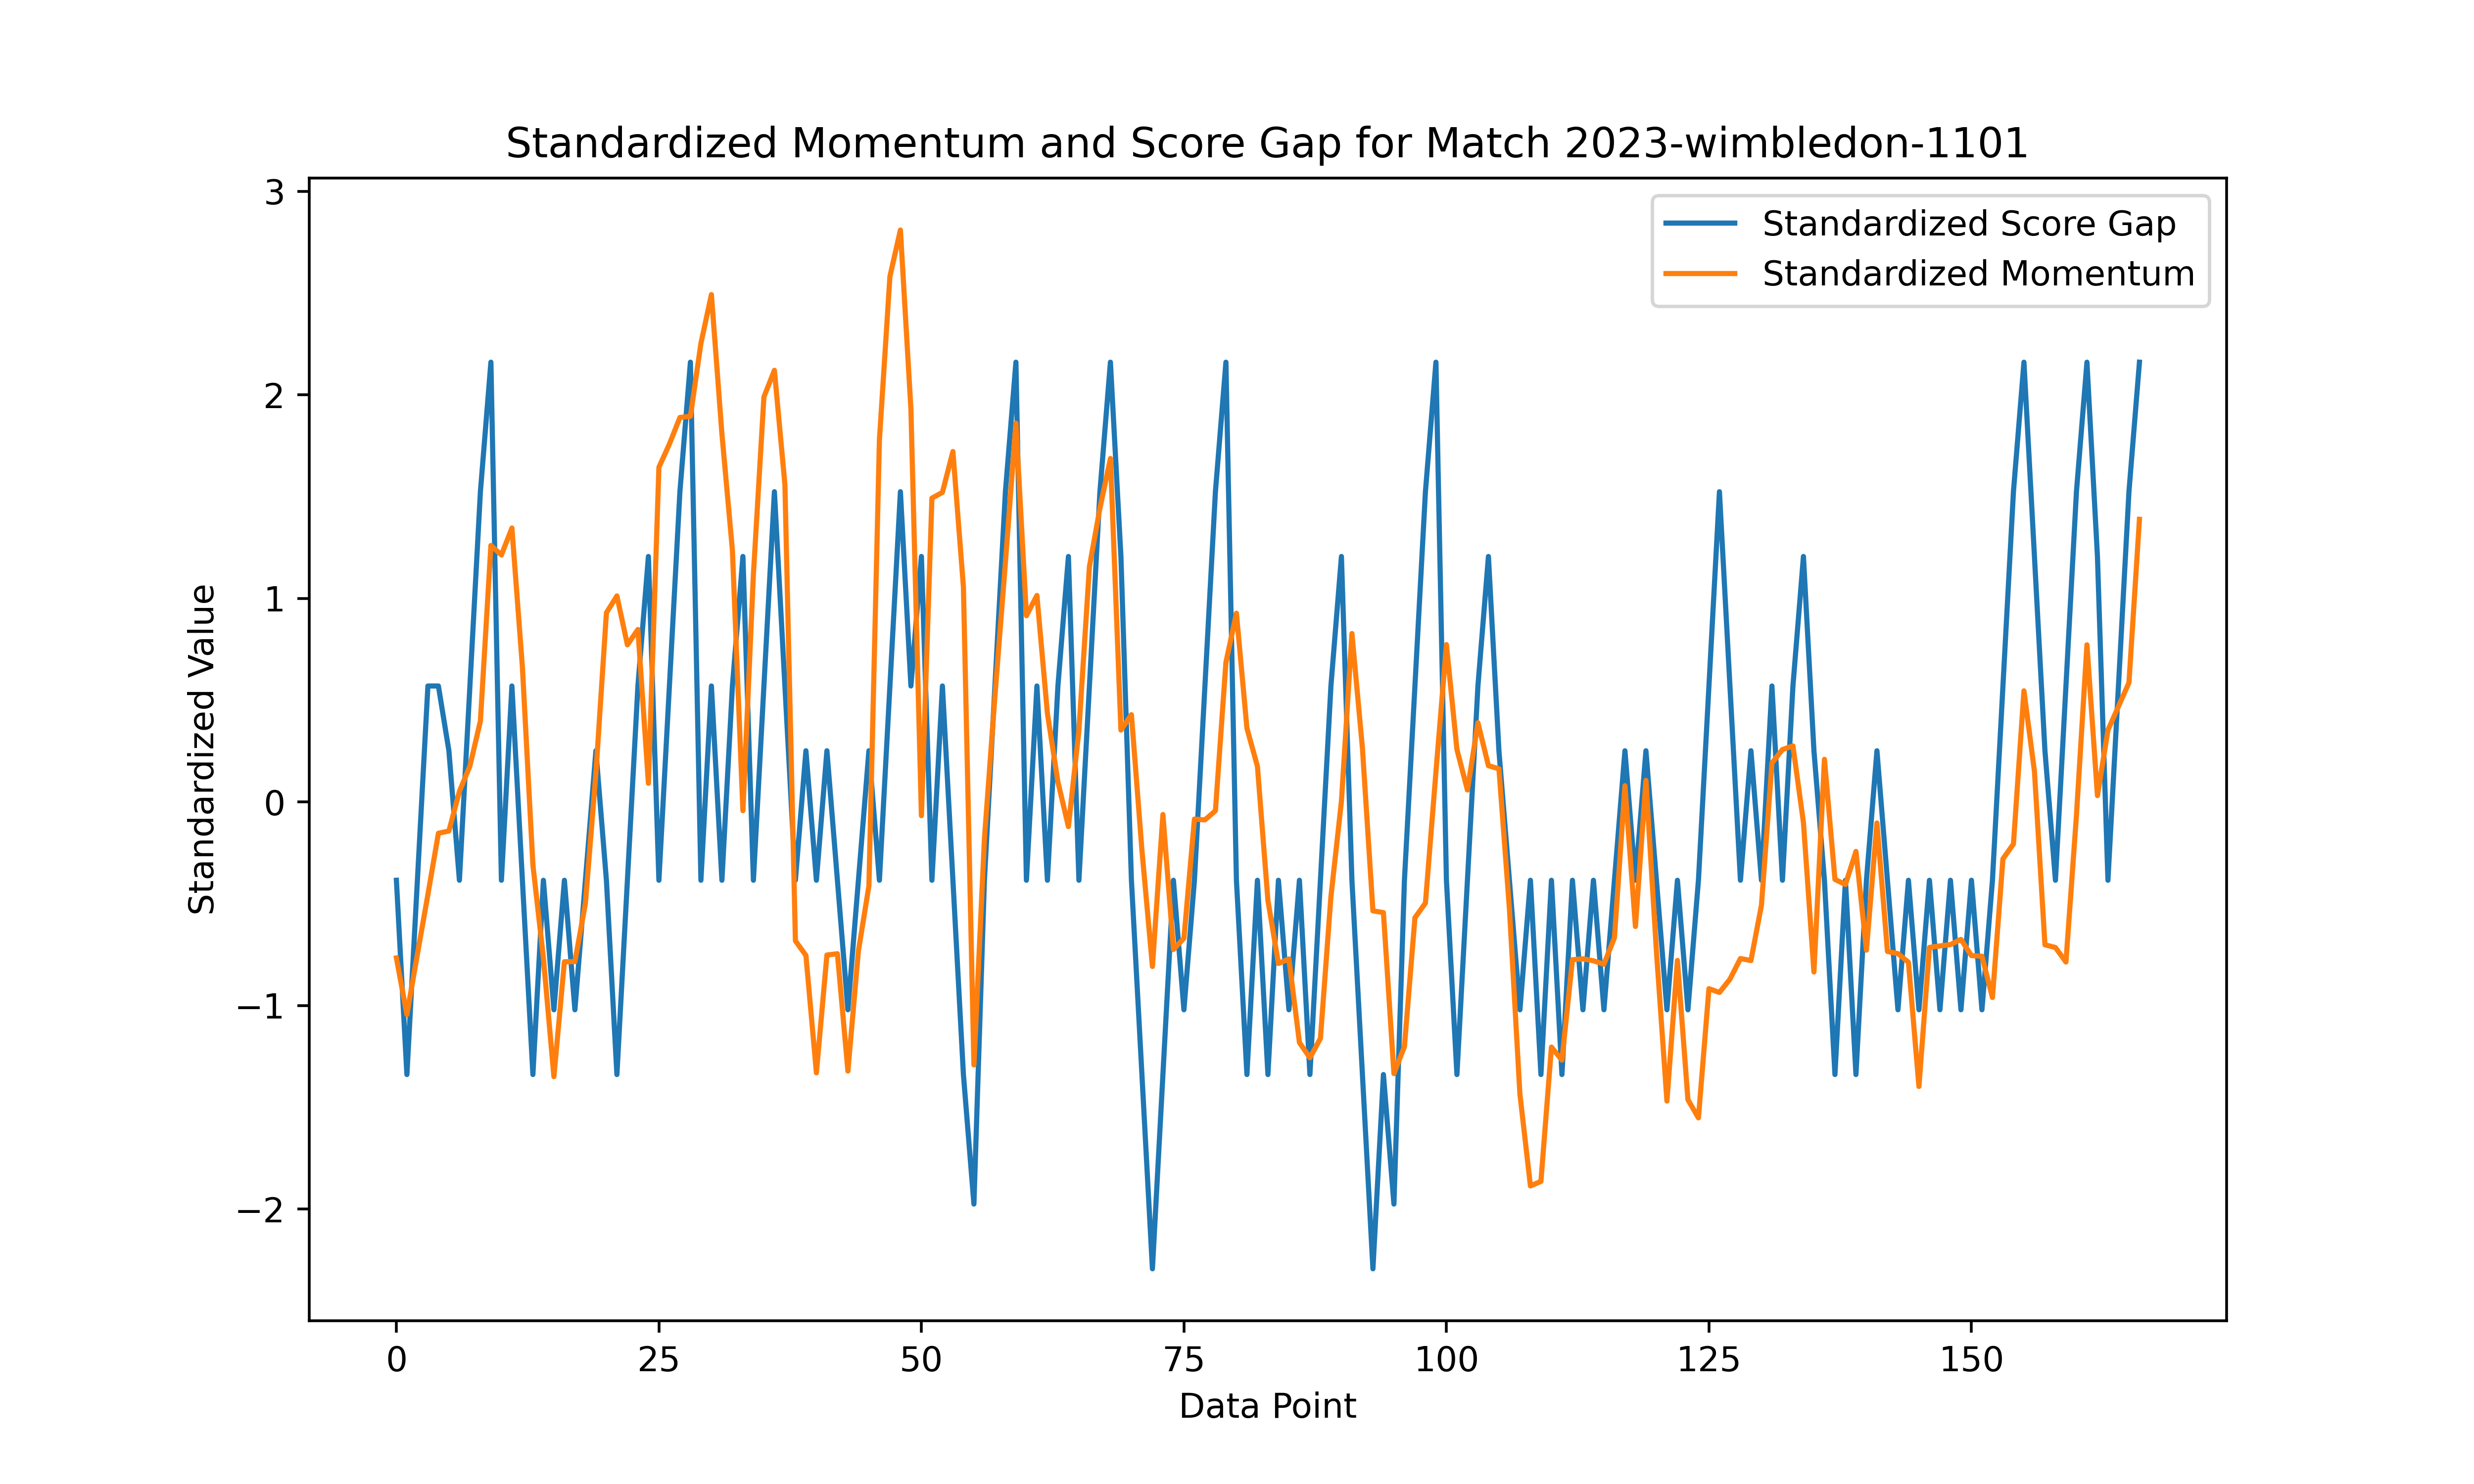 Standardized Momentum and Score Gap for Match 2023-wimbledon-1101
Standardized Score Gap
Standardized Momentum
Standardized Value
3
2
1
0
−1
−2
0 25 50 75 100 125 150
Data Point